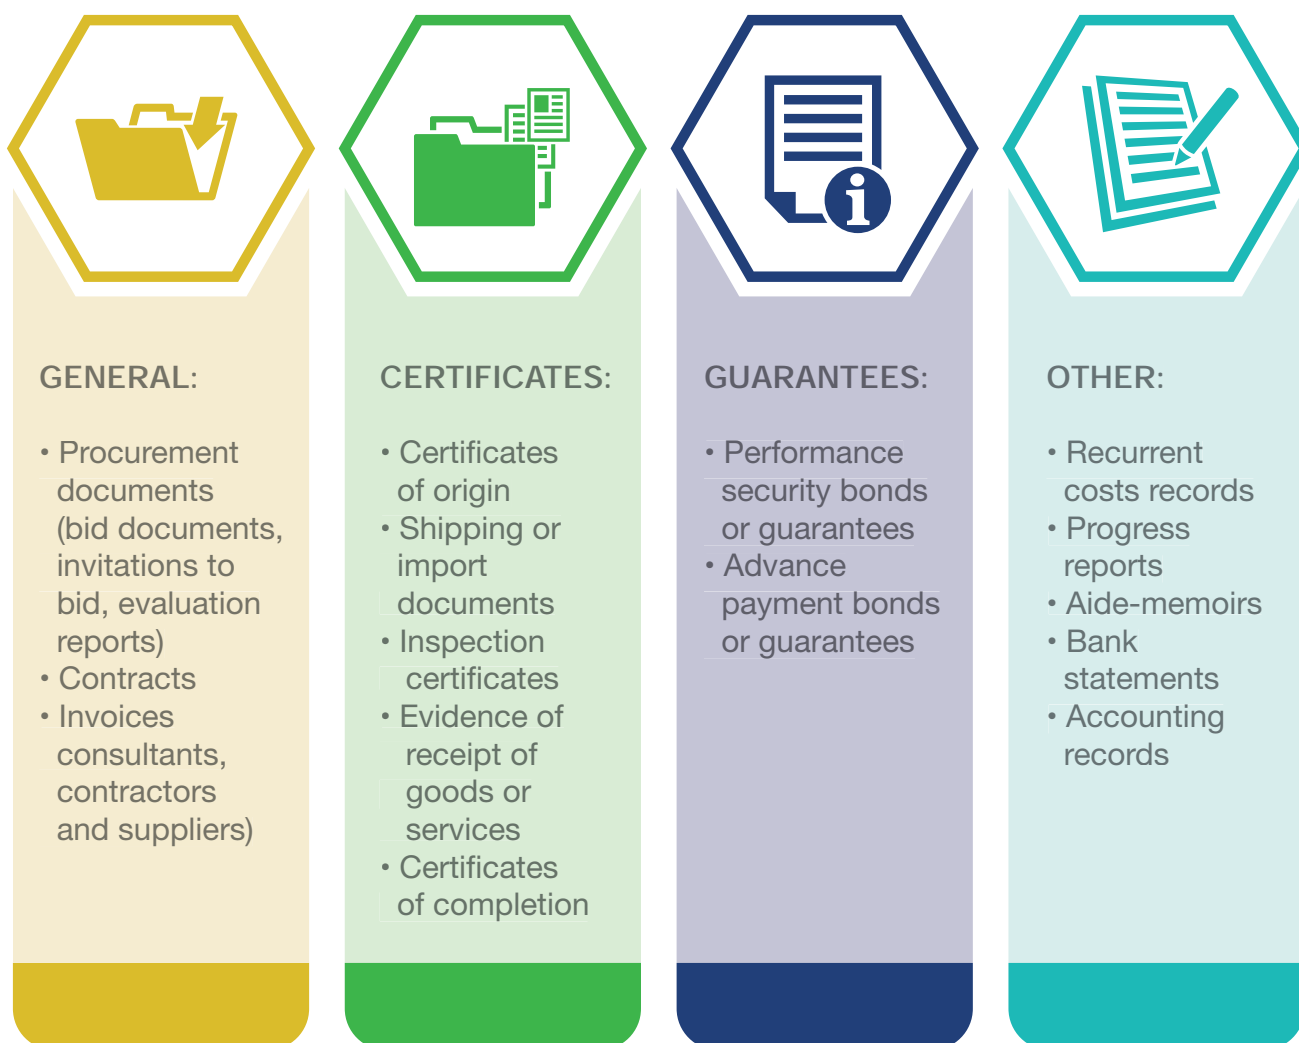 GENERAL:
• Procurement
documents
(bid documents,
invitations to
bid, evaluation
reports)
• Contracts
• Invoices
consultants,
contractors
and suppliers)
CERTIFICATES:
• Certificates
of origin
• Shipping or
import
documents
• Inspection
certificates
• Evidence of
receipt of
goods or
services
• Certificates
of completion
GUARANTEES:
• Performance
security bonds
or guarantees
• Advance
payment bonds
or guarantees
OTHER:
• Recurrent
costs records
• Progress
reports
• Aide-memoirs
• Bank
statements
• Accounting
records